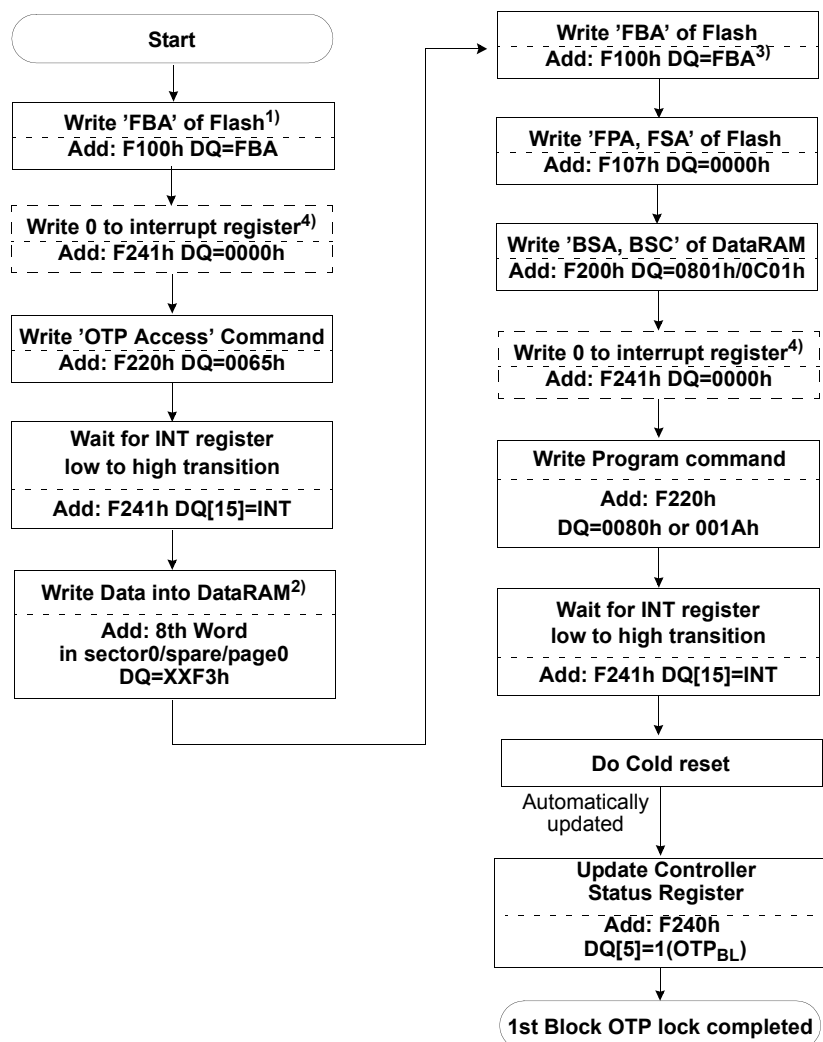 Start
Write 'FBA' of Flash1)
Add: F100h DQ=FBA
Write 0 to interrupt register4)
Add: F241h DQ=0000h
Write 'OTP Access' Command
Add: F220h DQ=0065h
Wait for INT register
low to high transition
Add: F241h DQ[15]=INT
Write Data into DataRAM2)
Add: 8th Word
in sector0/spare/page0
DQ=XXF3h
Write 'FBA' of Flash
Add: F100h DQ=FBA3)
Write 'FPA, FSA' of Flash
Add: F107h DQ=0000h
Write 'BSA, BSC' of DataRAM
Add: F200h DQ=0801h/0C01h
Write 0 to interrupt register4)
Add: F241h DQ=0000h
Write Program command
Add: F220h
DQ=0080h or 001Ah
Wait for INT register
low to high transition
Add: F241h DQ[15]=INT
Do Cold reset
Automatically
updated
Update Controller
Status Register
Add: F240h
DQ[5]=1(OTPBL)
1st Block OTP lock completed